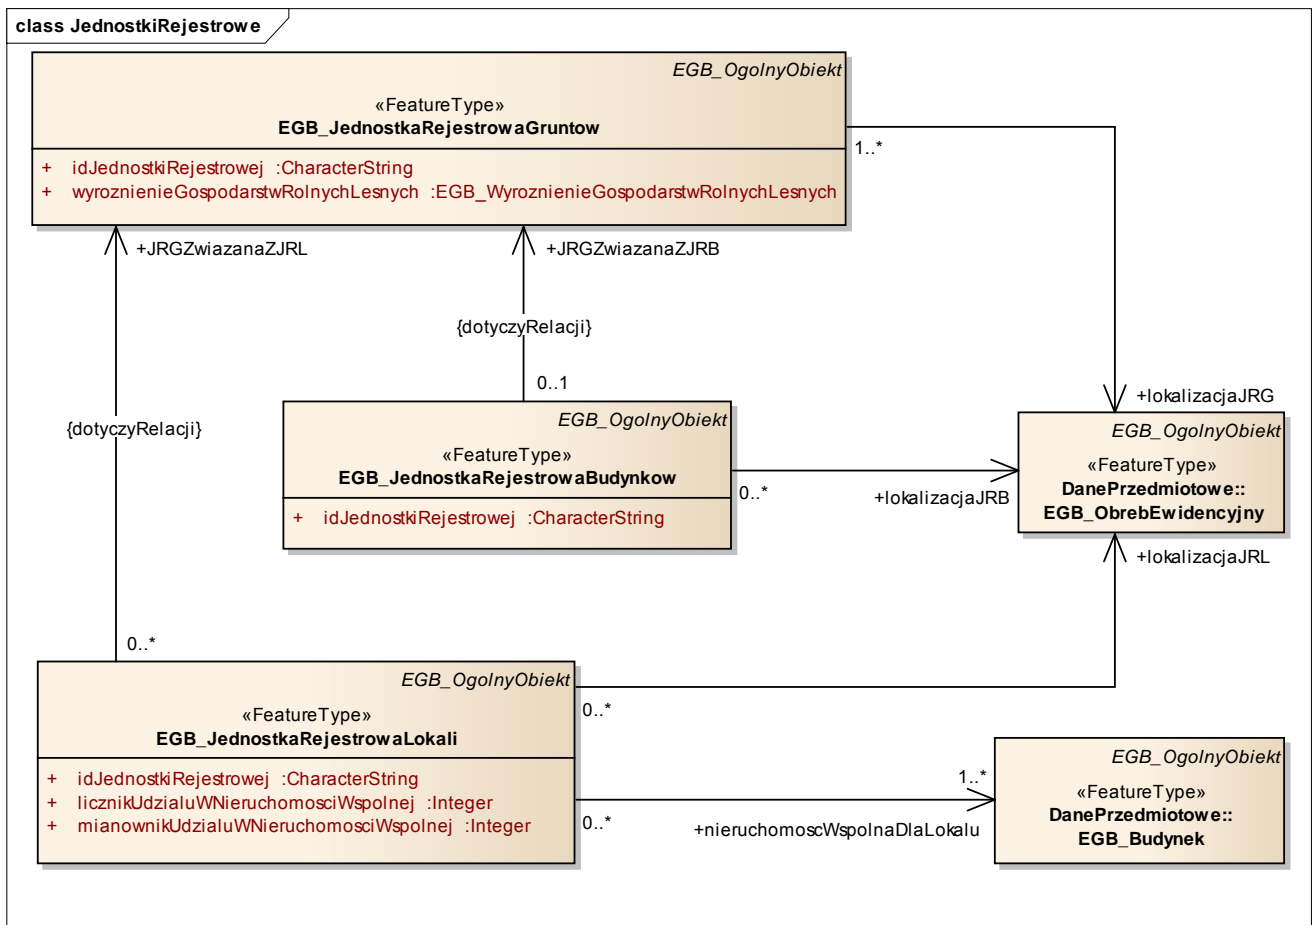 class JednostkiRejestrowe
EGB_OgolnyObiekt
«FeatureType»
EGB_JednostkaRejestrowaGruntow
+ idJednostkiRejestrowej :CharacterString
+ wyroznienieGospodarstwRolnychLesnych :EGB_WyroznienieGospodarstwRolnychLesnych
1..*
+JRGZwiazanaZJRL
+JRGZwiazanaZJRB
{dotyczyRelacji}
0..1
+lokalizacjaJRG
{dotyczyRelacji}
EGB_OgolnyObiekt
«FeatureType»
EGB_JednostkaRejestrowaBudynkow
+ idJednostkiRejestrowej :CharacterString
0..*
+lokalizacjaJRB
EGB_OgolnyObiekt
«FeatureType»
DanePrzedmiotowe::
EGB_ObrebEwidencyjny
+lokalizacjaJRL
0..*
EGB_OgolnyObiekt
«FeatureType»
EGB_JednostkaRejestrowaLokali
+ idJednostkiRejestrowej :CharacterString
+ licznikUdzialuWNieruchomosciWspolnej :Integer
+ mianownikUdzialuWNieruchomosciWspolnej :Integer
0..*
1..*
0..*
+nieruchomoscWspolnaDlaLokalu
EGB_OgolnyObiekt
«FeatureType»
DanePrzedmiotowe::
EGB_Budynek